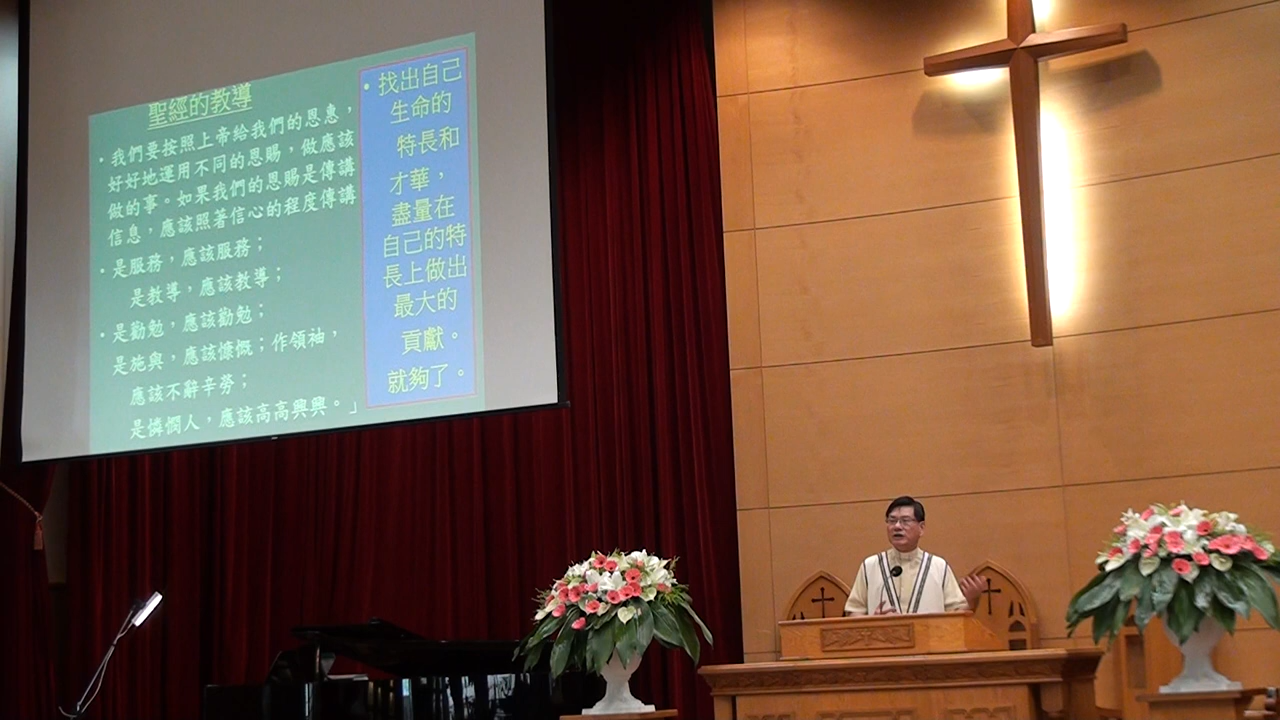 聖經的教導
• 我們要按照上帝給我們的恩惠，
好好地運用不同的恩賜，做應該
做的事。如果我們的恩賜是傳講
信息，應該照著信心的程度傳講
• 是服務，應該服務；
是教導，應該教導；
• 是勸勉，應該勸勉；
是施與，應該慷慨；作領袖，
應該不辭辛勞；
是憐憫人，應該高高興興。」
• 找出自己
生命的
特長和
才華，
盡量在
自己的特
長上做出
最大的
貢獻。
就夠了。